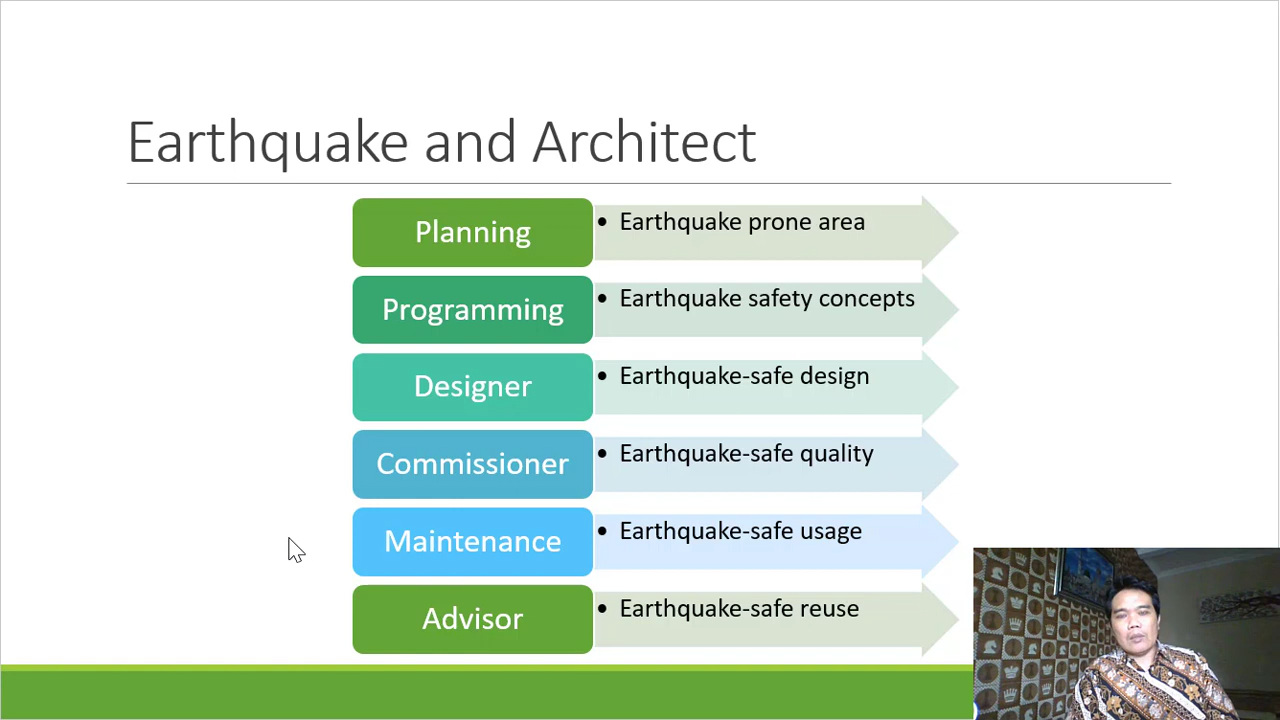 Earthquake and Architect
Planning
• Earthquake prone area
Programming
• Earthquake safety concepts
Designer
• Earthquake-safe design
Commissioner
• Earthquake-safe quality
Maintenance
• Earthquake-safe usage
Advisor
• Earthquake-safe reuse